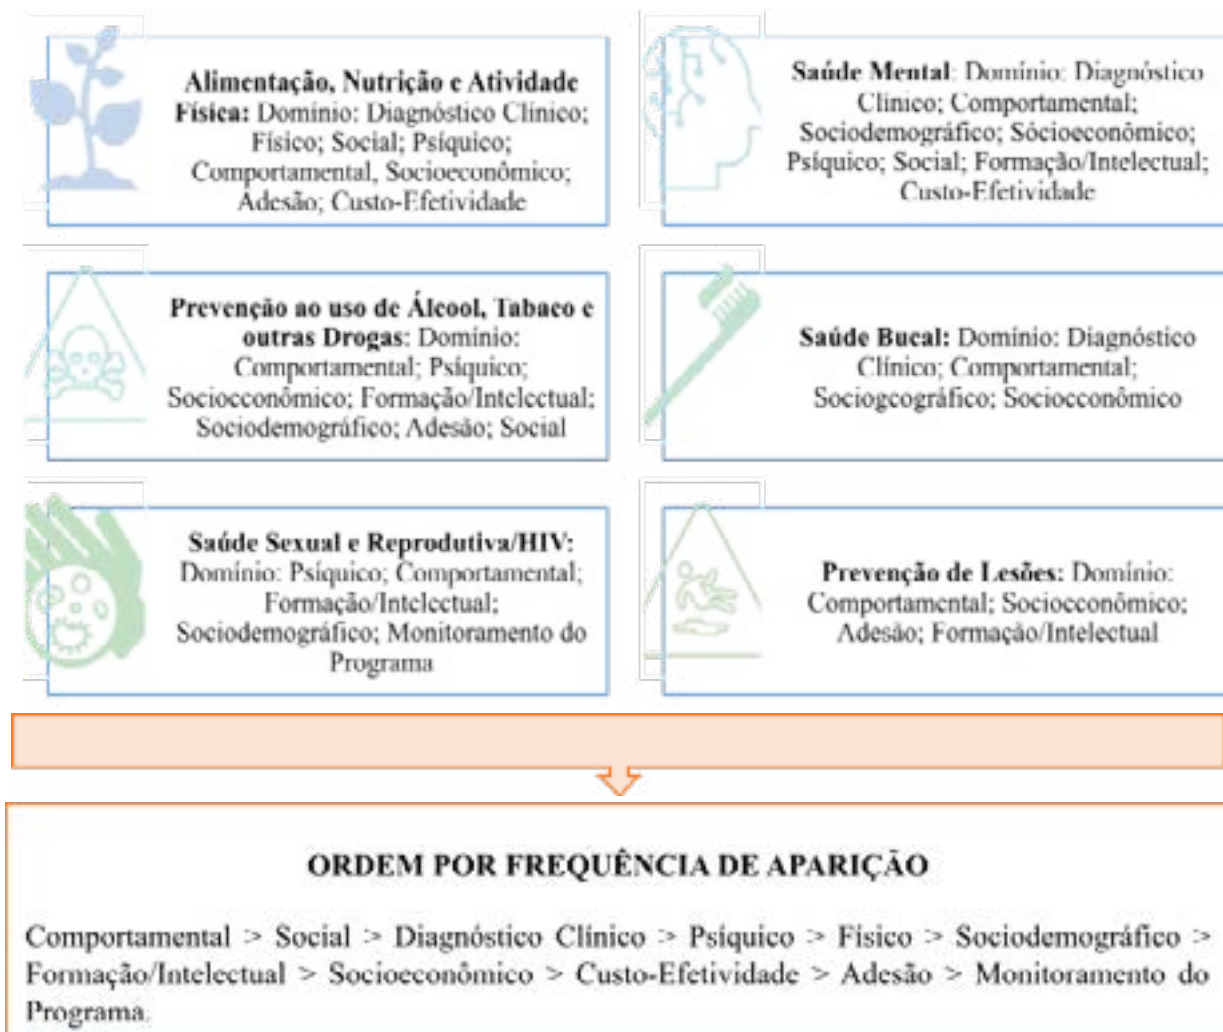 Alimentação, Nutrição e Atividade
Física: Domínio: Diagnóstico Clínico;
Físico; Social; Psíquico;
Comportamental, Socioeconômico;
Adesão; Custo-Efetividade
Saúde Mental: Domínio: Diagnóstico
Clínico; Comportamental;
Sociodemográfico; Sócioeconômico;
Psíquico; Social; Formação/Intelectual;
Custo-Efetividade
Prevenção ao uso de Álcool, Tabaco e
outras Drogas: Domínio:
Comportamental; Psíquico;
Socioeconômico; Formação/Intelectual;
Sociodemográfico; Adesão; Social
Saúde Bucal: Domínio: Diagnóstico
Clínico; Comportamental;
Sociogeográfico; Socioeconômico
Saúde Sexual e Reprodutiva/HIV:
Domínio: Psíquico; Comportamental;
Formação/Intelectual;
Sociodemográfico; Monitoramento do
Programa
Prevenção de Lesões: Domínio:
Comportamental; Socioeconômico;
Adesão; Formação/Intelectual
ORDEM POR FREQUÊNCIA DE APARIÇÃO
Comportamental > Social > Diagnóstico Clínico > Psíquico > Físico > Sociodemográfico >
Formação/Intelectual > Socioeconômico > Custo-Efetividade > Adesão > Monitoramento do
Programa.